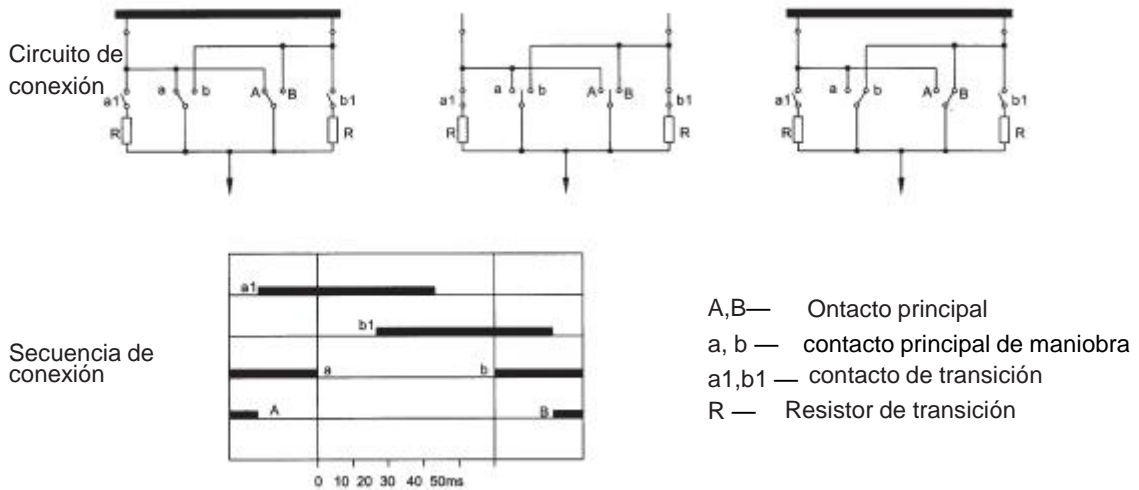 Circuito de
conexión
a1 a b A B b1
R R
a1 a b A B b1
R R
a1 a b A B b1
R R
Secuencia de
conexión
a1
b1
a b
A B
0 10 20 30 40 50ms
A,B— Ontacto principal
a, b — contacto principal de maniobra
a1,b1 — contacto de transición
R — Resistor de transición